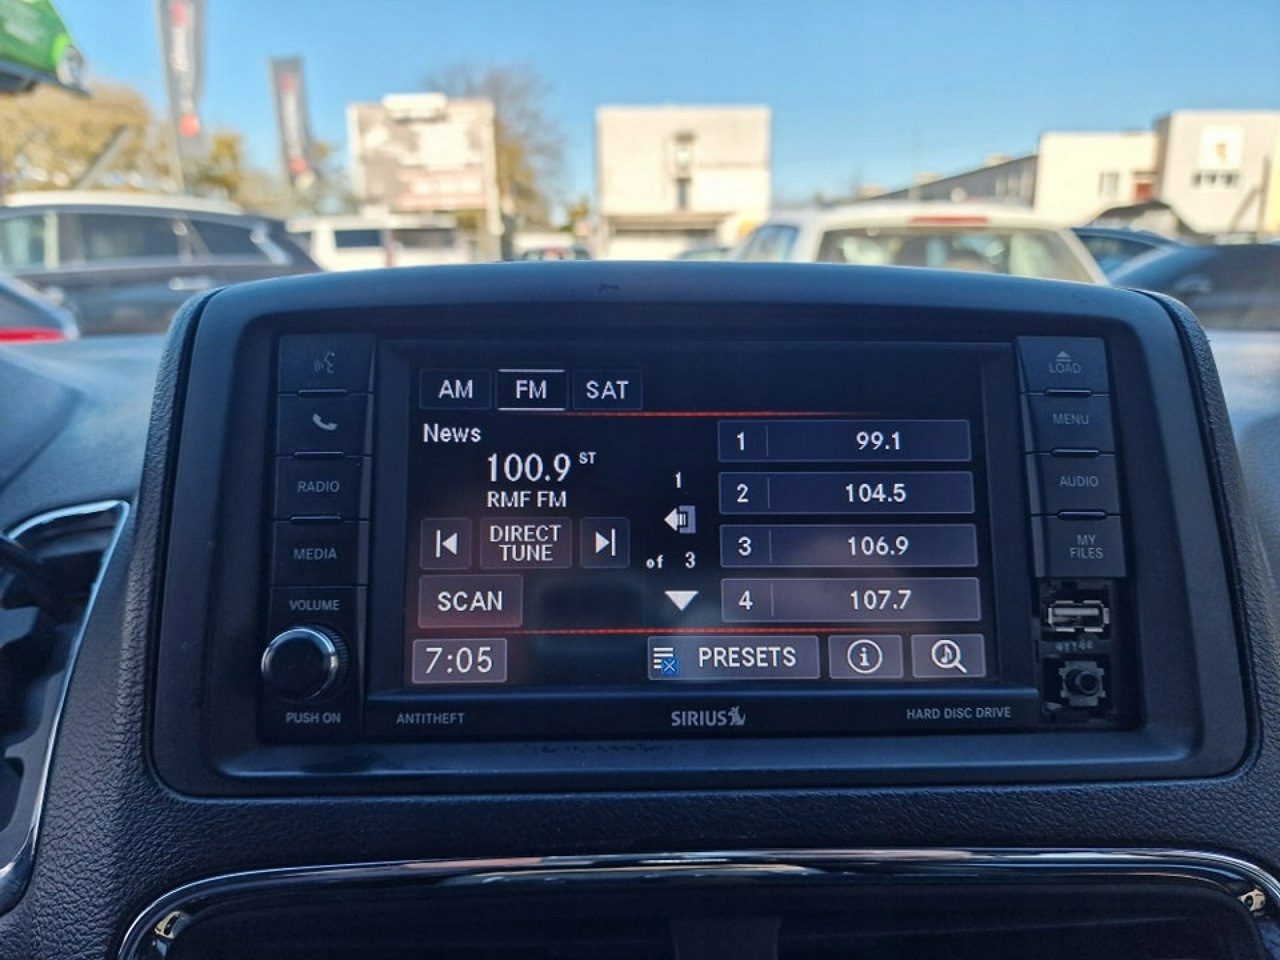 LOAD
MENU
AUDIO
MY
FILES
RADIO
MEDIA
VOLUME
PUSH ON
AM FM SAT
News
100.9 ST
RMF FM
DIRECT
TUNE
SCAN
7:05
1
of 3
1 99.1
2 104.5
3 106.9
4 107.7
PRESETS
ANTITHEFT
SIRIUS
HARD DISC DRIVE